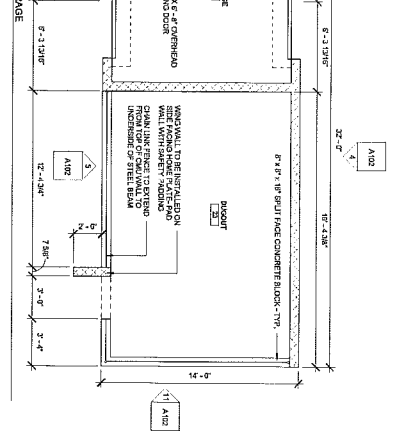 AGE
X 6' - 8" OVERHEAD
NG DOOR
GE
6' - 3 13/16"
6' - 3 13/16"
32' - 0"
4
A102
16' - 4 3/8"
8" x 8" x 16" SPLIT FACE CONCRETE BLOCK - TYP.
DUGOUT
WING WALL TO BE INSTALLED ON
SIDE FACING HOME PLATE-PAD
WALL WITH SAFETY PADDING
CHAIN LINK FENCE TO EXTEND
FROM TOP OF CMU WALL TO
UNDERSIDE OF STEEL BEAM
12' - 4 3/4"
5
A102
2' - 0"
7 5/8"
3' - 0"
3' - 4"
14' - 0"
11
A102